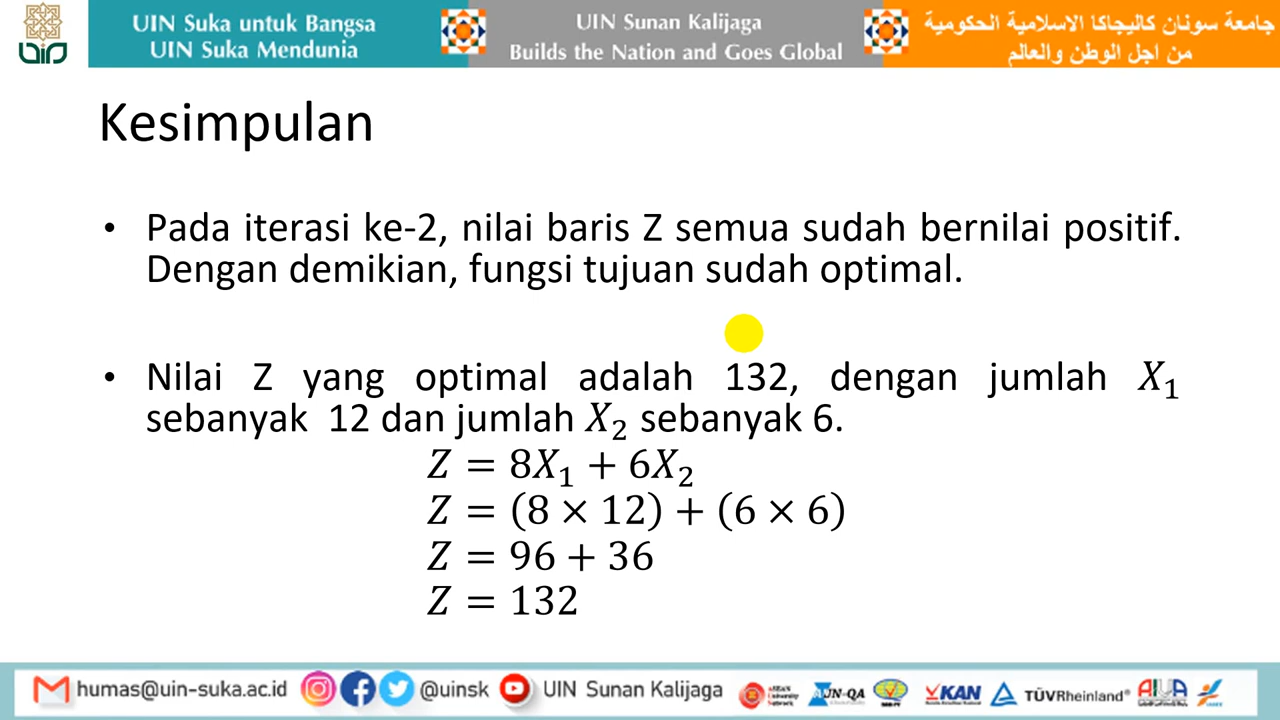 UIN Suka untuk Bangsa
UIN Suka Mendunia
UIN Sunan Kalijaga
Builds the Nation and Goes Global
جامعة سونان كاليجاكا الاسلامية الحكومية
من اجل الوطن والعالم
Kesimpulan
• Pada iterasi ke-2, nilai baris Z semua sudah bernilai positif.
Dengan demikian, fungsi tujuan sudah optimal.
• Nilai Z yang optimal adalah 132, dengan jumlah X₁
sebanyak 12 dan jumlah X₂ sebanyak 6.
Z = 8X₁ + 6X₂
Z = (8 × 12) + (6 × 6)
Z = 96 + 36
Z = 132
humas@uin-suka.ac.id @uinsk UIN Sunan Kalijaga KAN TÜVRheinland